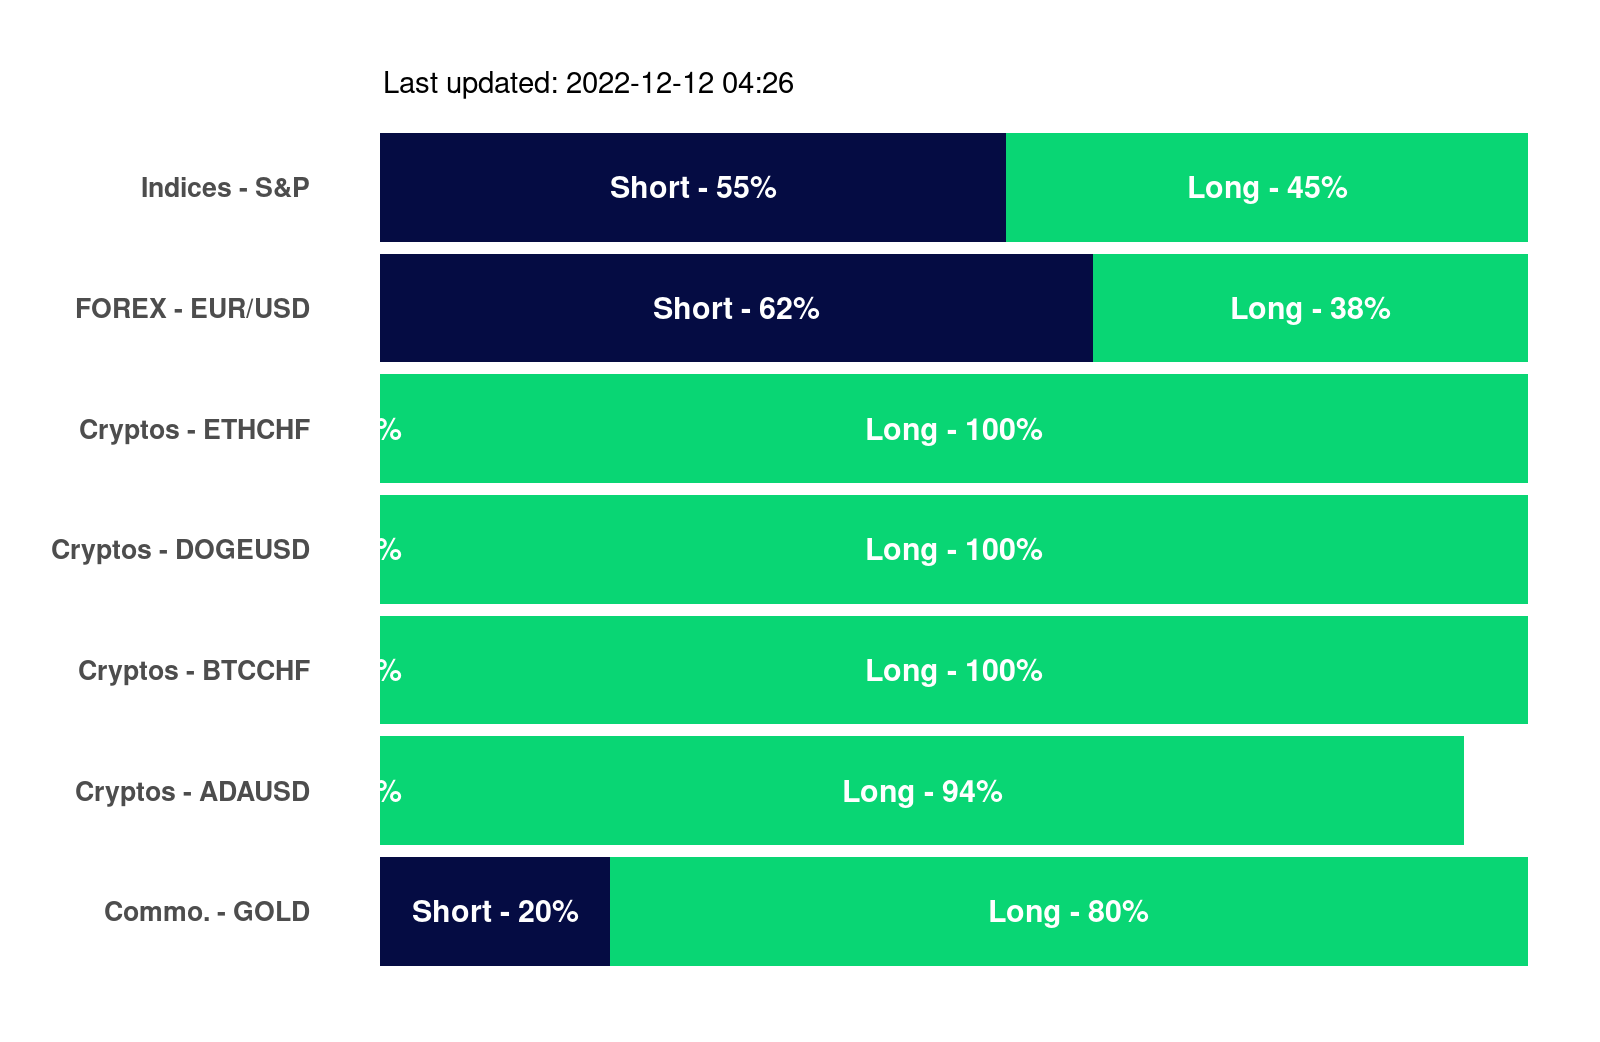 Last updated: 2022-12-12 04:26
Indices - S&P Short - 55% Long - 45%
FOREX - EUR/USD Short - 62% Long - 38%
Cryptos - ETHCHF % Long - 100%
Cryptos - DOGEUSD % Long - 100%
Cryptos - BTCCHF % Long - 100%
Cryptos - ADAUSD % Long - 94%
Commo. - GOLD Short - 20% Long - 80%